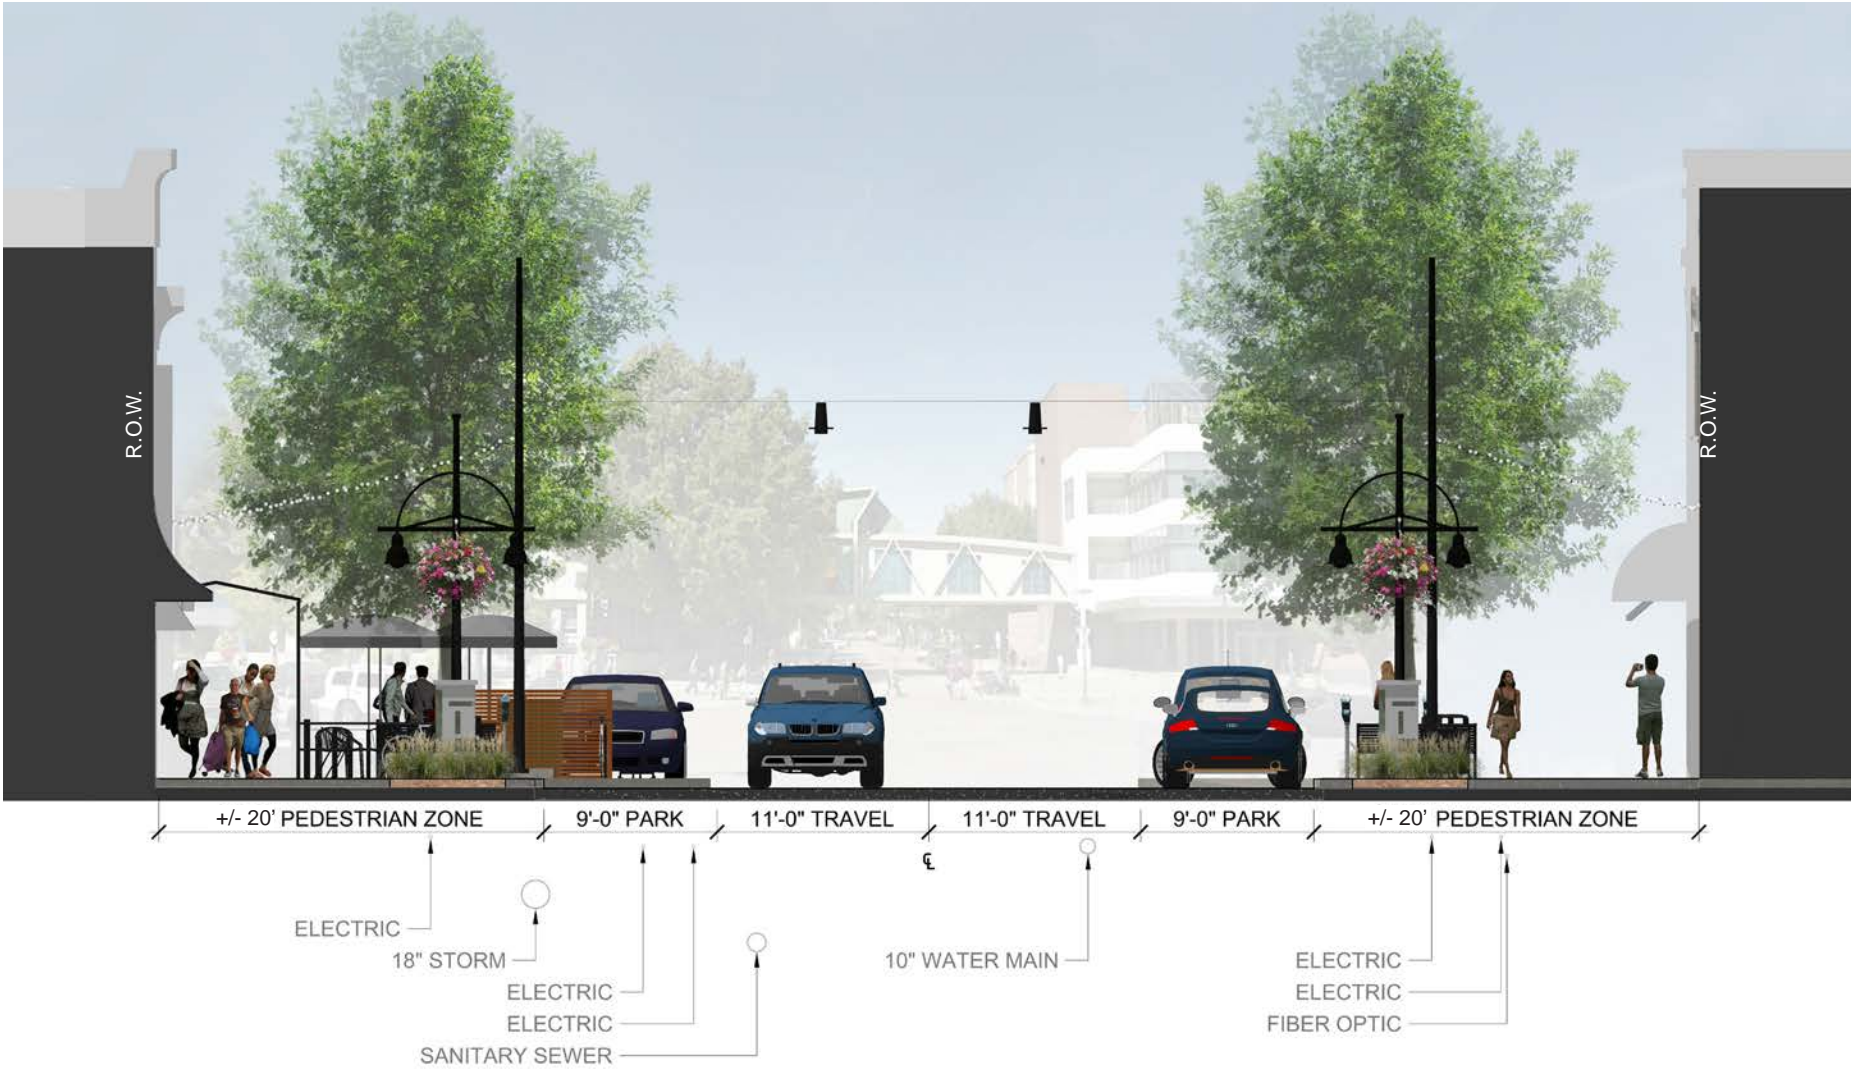 R.O.W.
R.O.W.
+/- 20' PEDESTRIAN ZONE
9'-0" PARK
11'-0" TRAVEL
11'-0" TRAVEL
9'-0" PARK
+/- 20' PEDESTRIAN ZONE
℄
ELECTRIC
18" STORM
ELECTRIC
ELECTRIC
SANITARY SEWER
10" WATER MAIN
ELECTRIC
ELECTRIC
FIBER OPTIC